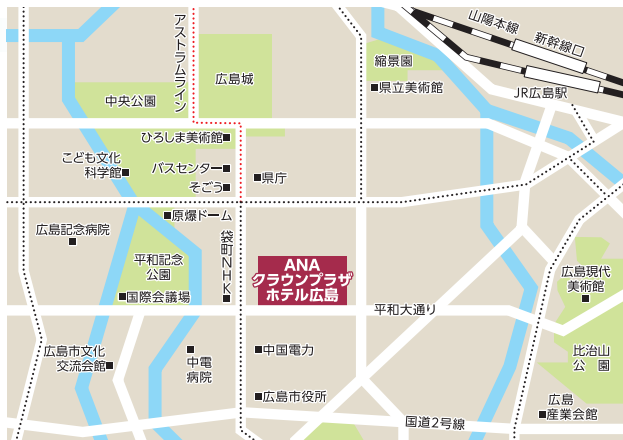 アストラムライン
山陽本線
新幹線口
JR広島駅
縮景園
県立美術館
広島城
中央公園
ひろしま美術館
こども文化
科学館
バスセンター
そごう
県庁
原爆ドーム
広島記念病院
平和記念
公園
国際会議場
袋町NHK
ANA
クラウンプラザ
ホテル広島
平和大通り
広島現代
美術館
比治山
公園
広島市文化
交流会館
中電
病院
中国電力
広島市役所
国道2号線
広島
産業会館